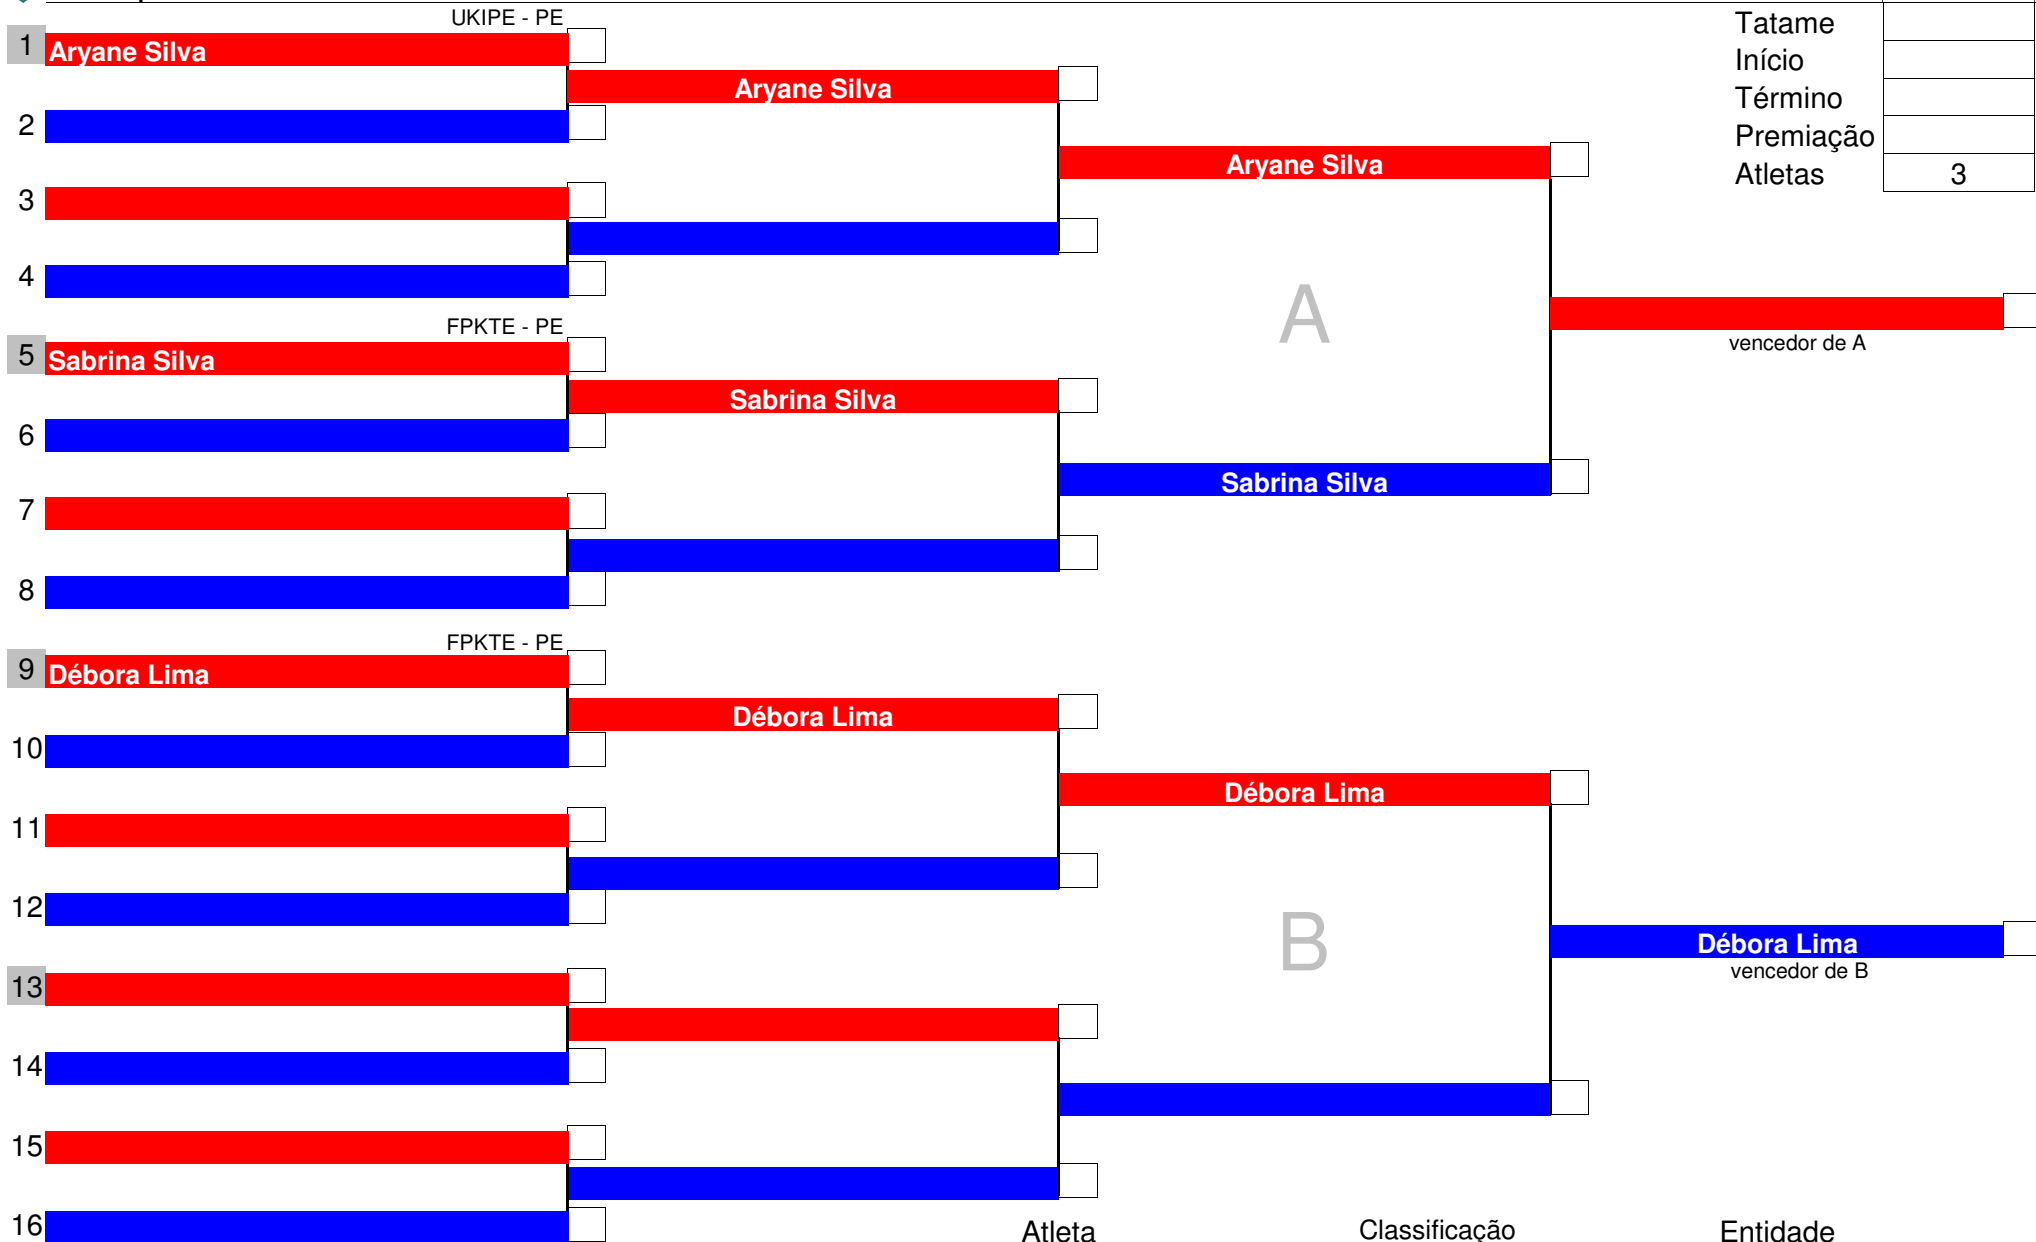 UKIPE - PE
1 Aryane Silva
Aryane Silva
2
Aryane Silva
3
4
FPKTE - PE
5 Sabrina Silva
Sabrina Silva
6
Sabrina Silva
7
8
FPKTE - PE
9 Débora Lima
Débora Lima
10
Débora Lima
11
12
13
14
15
16
A
vencedor de A
B
Débora Lima
vencedor de B
Tatame
Início
Término
Premiação
Atletas 3
Atleta Classificação Entidade